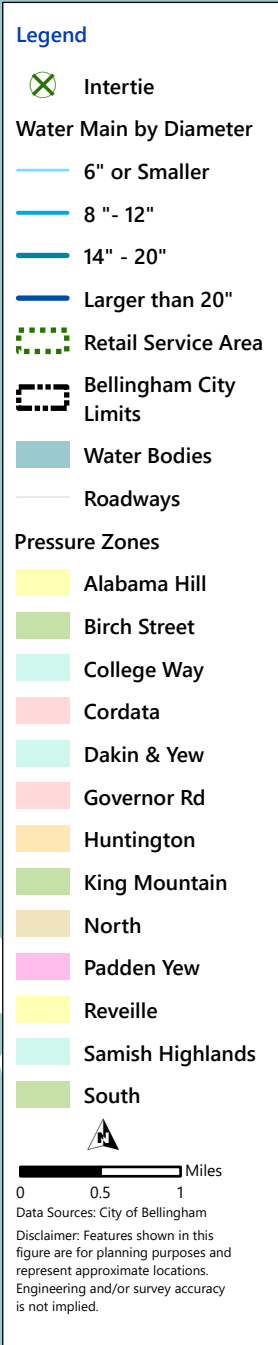 Legend
Intertie
Water Main by Diameter
6" or Smaller
8 "- 12"
14" - 20"
Larger than 20"
Retail Service Area
Bellingham City
Limits
Water Bodies
Roadways
Pressure Zones
Alabama Hill
Birch Street
College Way
Cordata
Dakin & Yew
Governor Rd
Huntington
King Mountain
North
Padden Yew
Reveille
Samish Highlands
South
N
Miles
0 0.5 1
Data Sources: City of Bellingham
Disclaimer: Features shown in this
figure are for planning purposes and
represent approximate locations.
Engineering and/or survey accuracy
is not implied.